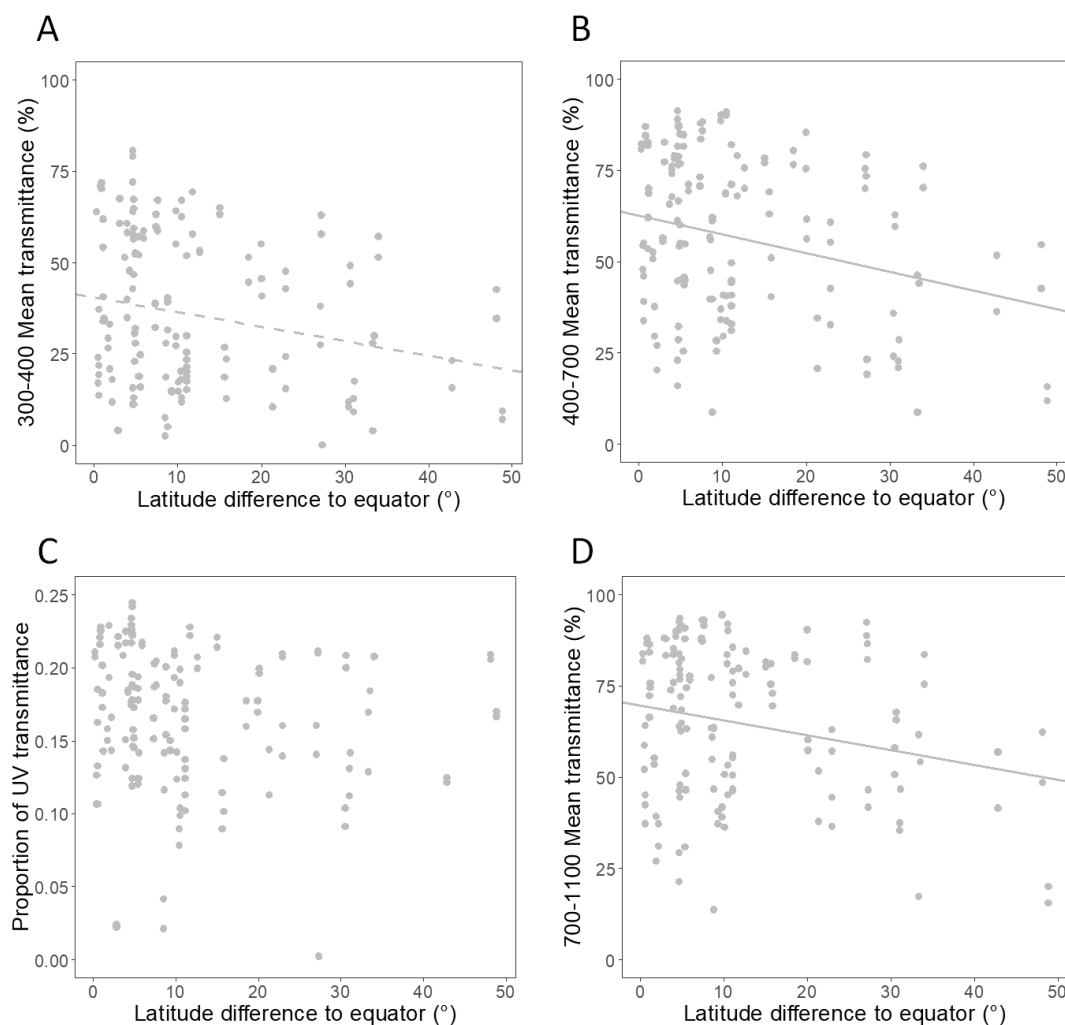 A
300-400 Mean transmittance (%)
100
75
50
25
0
0 10 20 30 40 50
Latitude difference to equator (°)
B
400-700 Mean transmittance (%)
100
75
50
25
0
0 10 20 30 40 50
Latitude difference to equator (°)
C
Proportion of UV transmittance
0.25
0.20
0.15
0.10
0.05
0.00
0 10 20 30 40 50
Latitude difference to equator (°)
D
700-1100 Mean transmittance (%)
100
75
50
25
0
0 10 20 30 40 50
Latitude difference to equator (°)